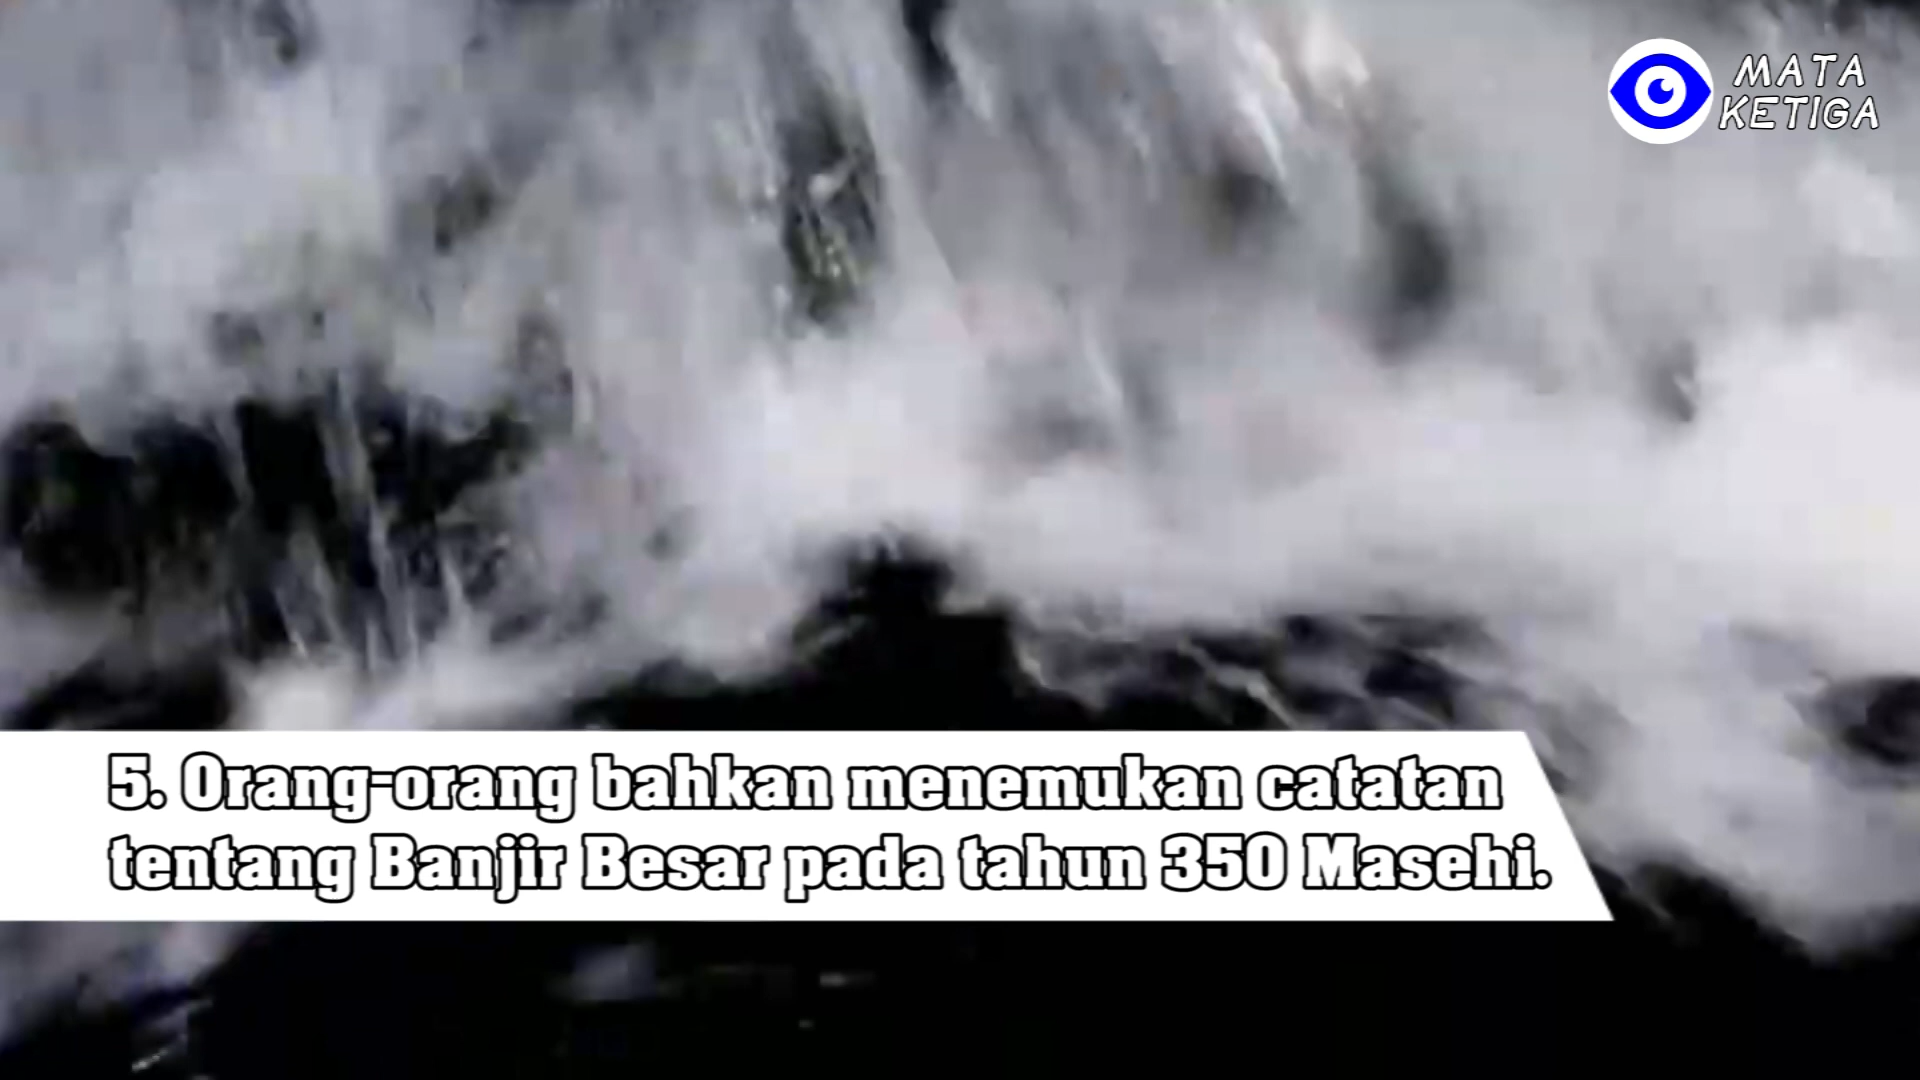 MATA
KETIGA
5. Orang-orang bahkan menemukan catatan
tentang Banjir Besar pada tahun 350 Masehi.